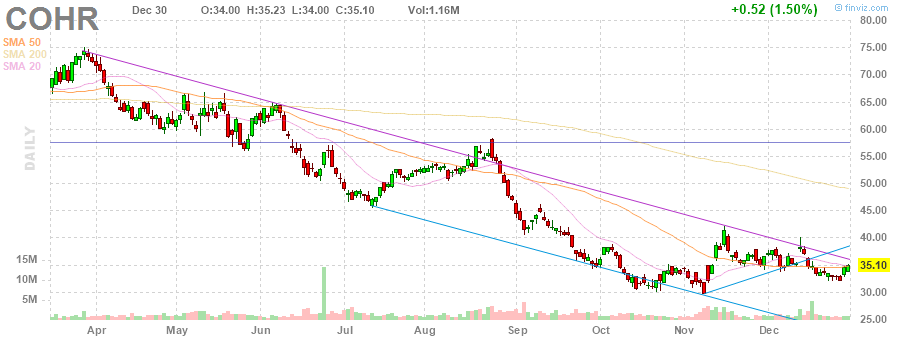 COHR Dec 30 O:34.00 H:35.23 L:34.00 C:35.10 Vol:1.16M +0.52 (1.50%) finviz.com
SMA 50
SMA 200
SMA 20
DAILY
80.00
75.00
70.00
65.00
60.00
55.00
50.00
45.00
40.00
35.10
30.00
25.00
15M
10M
5M
Apr May Jun Jul Aug Sep Oct Nov Dec